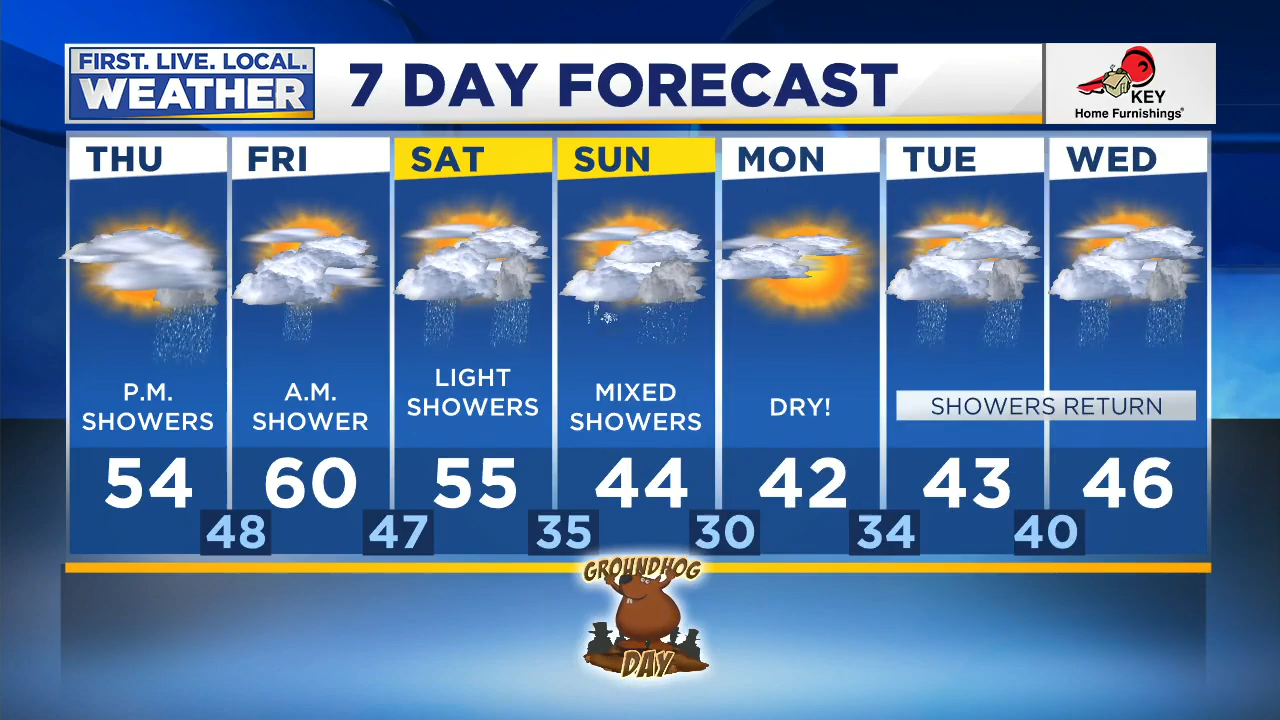 FIRST. LIVE. LOCAL.
WEATHER
7 DAY FORECAST
KEY
Home Furnishings®
THU
FRI
SAT
SUN
MON
TUE
WED
P.M.
SHOWERS
A.M.
SHOWER
LIGHT
SHOWERS
MIXED
SHOWERS
DRY!
SHOWERS RETURN
54
60
55
44
42
43
46
48
47
35
30
34
40
GROUNDHOG
DAY